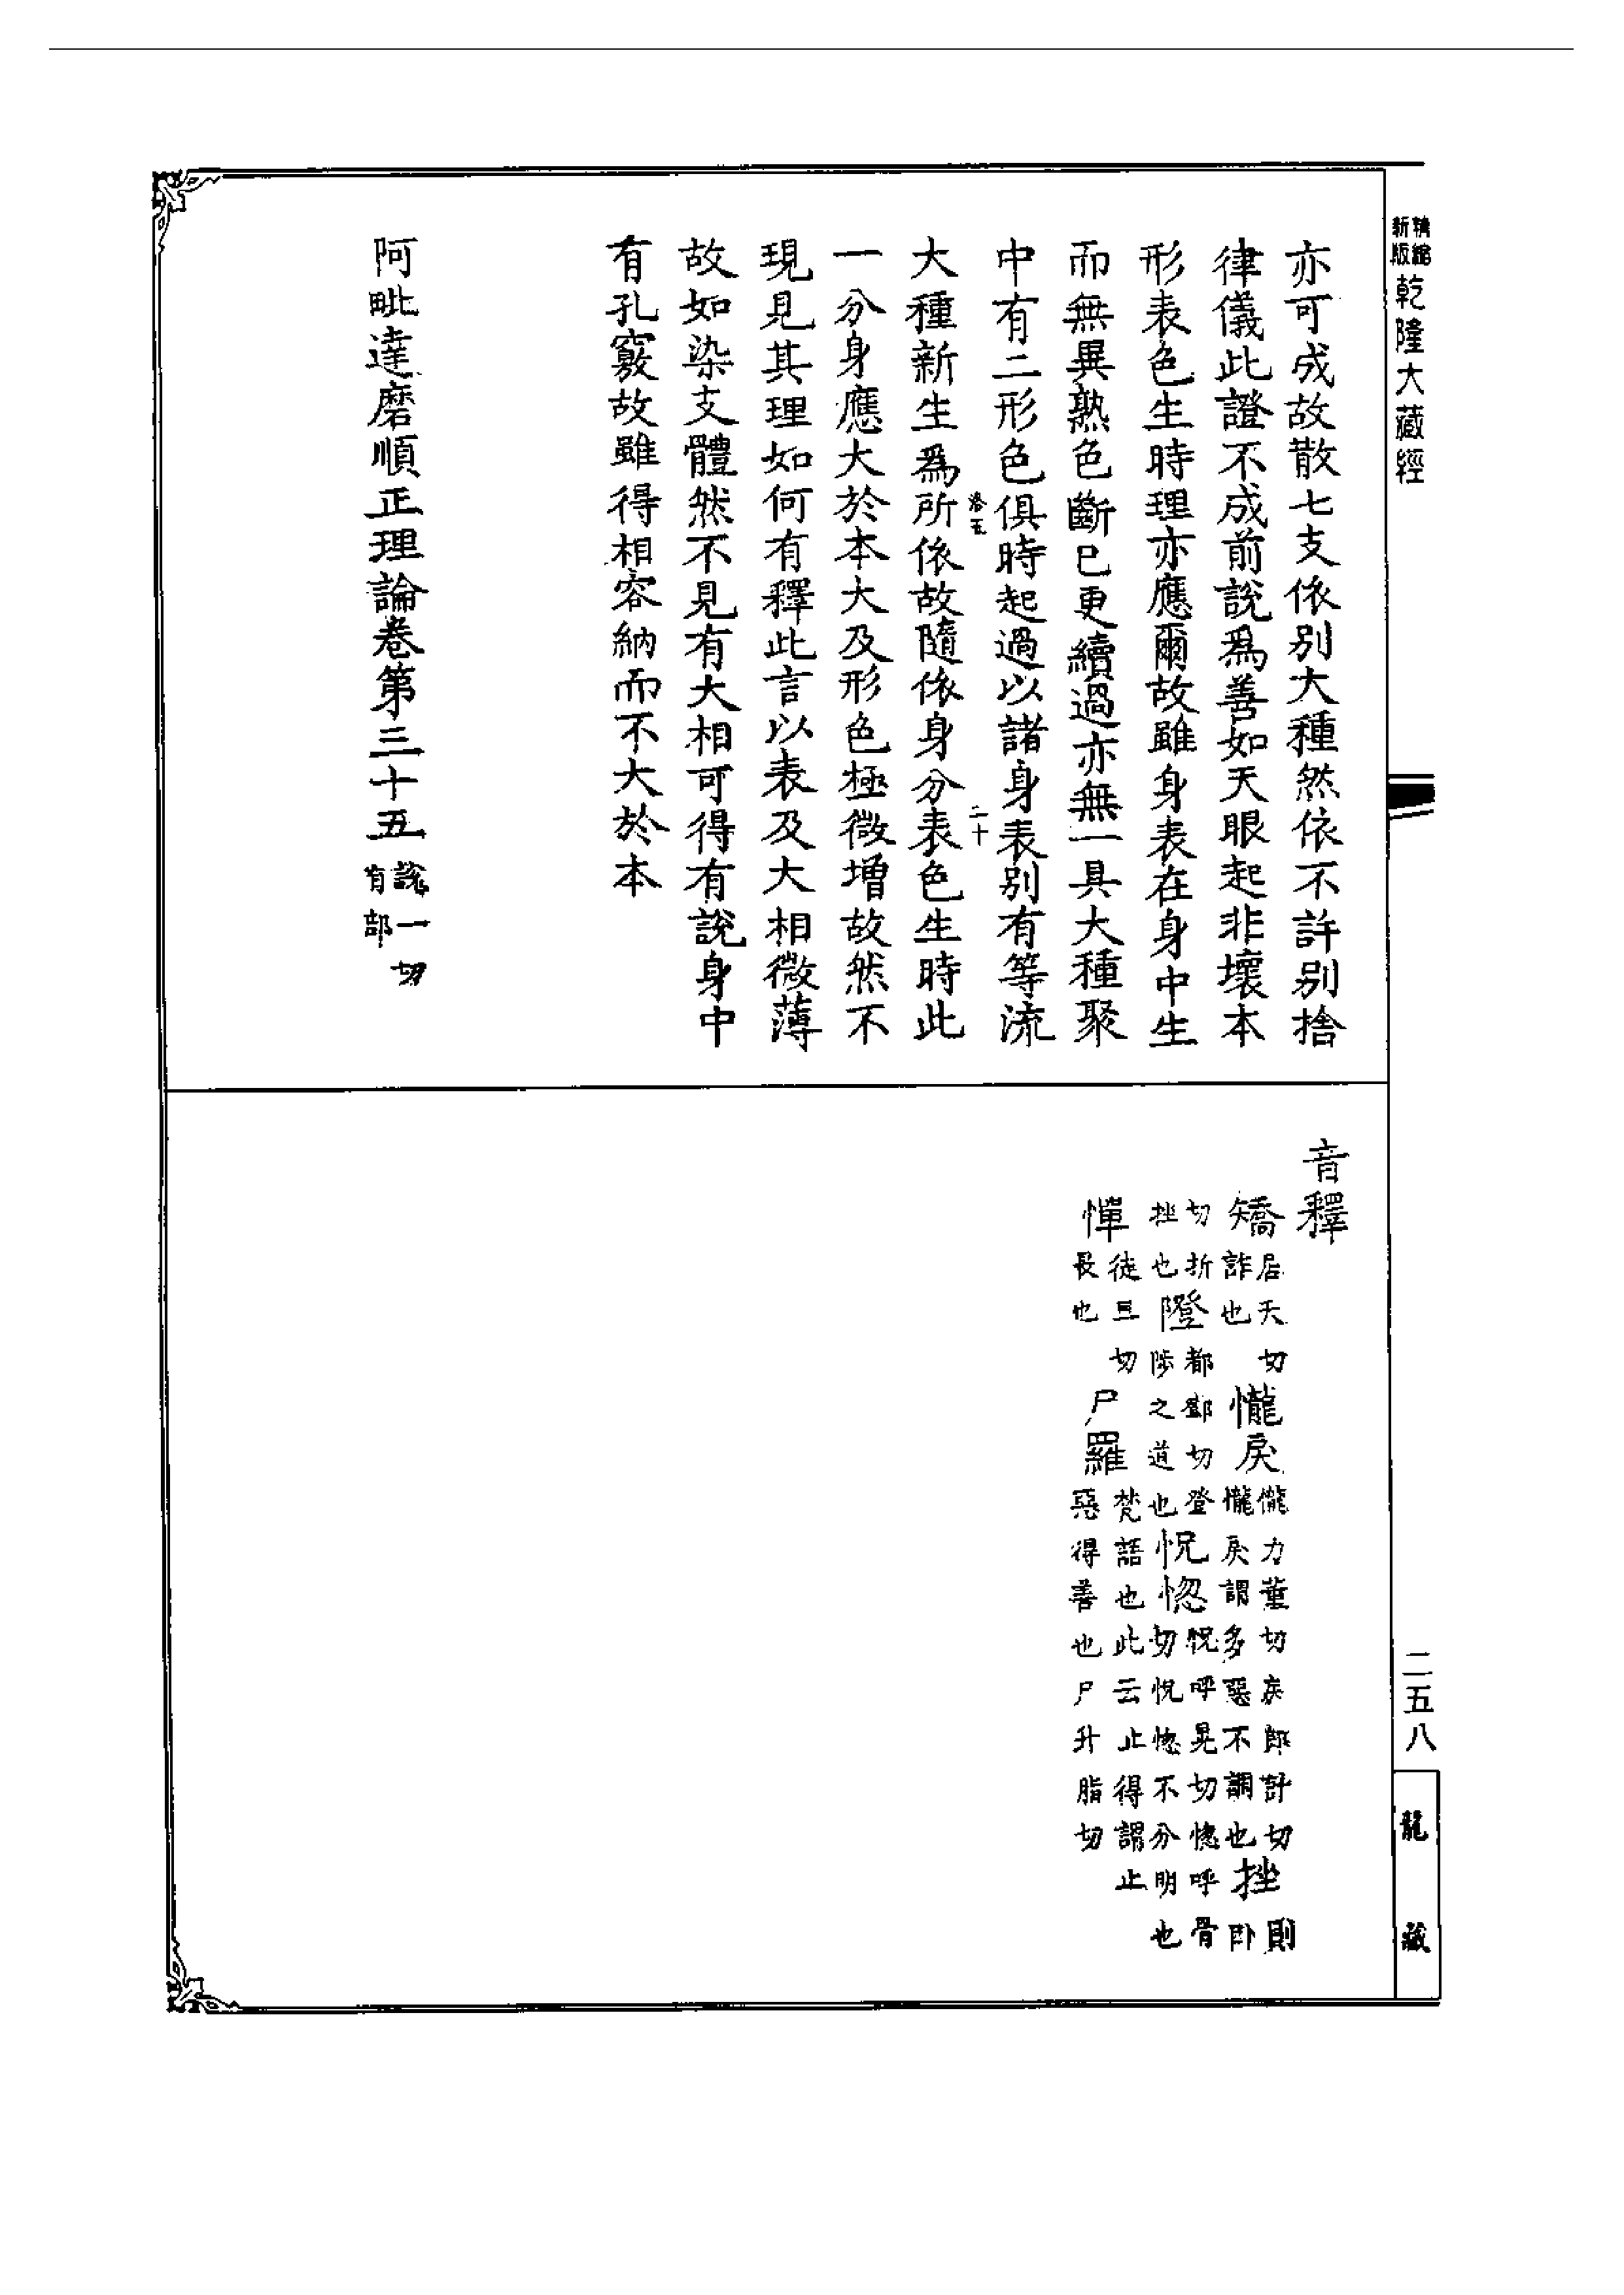 新編縮版乾隆大藏經
亦可成故散七支依別大種然依不許別捨
律儀此證不成前說爲善如天眼起非壞本
形表色生時理亦應爾故雖身表在身中生
而無異熟色斷已更續過亦無一具大種聚
中有二形色俱時起過以諸身表別有等流
大種新生爲所依故隨依身分表色生時此
一分身應大於本大及形色極微增故然不
現見其理如何有釋此言以表及大相微薄
故如染支體然不見有大相可得有說身中
有孔竅故雖得相容納而不大於本
二十
阿毗達磨順正理論卷第三十五說一切有部
音釋
矯居夭切詐也 㦕戾㦕力董切戾郎計切㦕戾謂多惡不調也 挫則臥
切折挫也 隥都鄧切登陟之道也 怳惚怳呼晃切惚呼骨切怳惚不分明也
憚徒旦切畏也 尸羅梵語也此云止得謂止惡得善也尸升脂切
二五八
龍藏